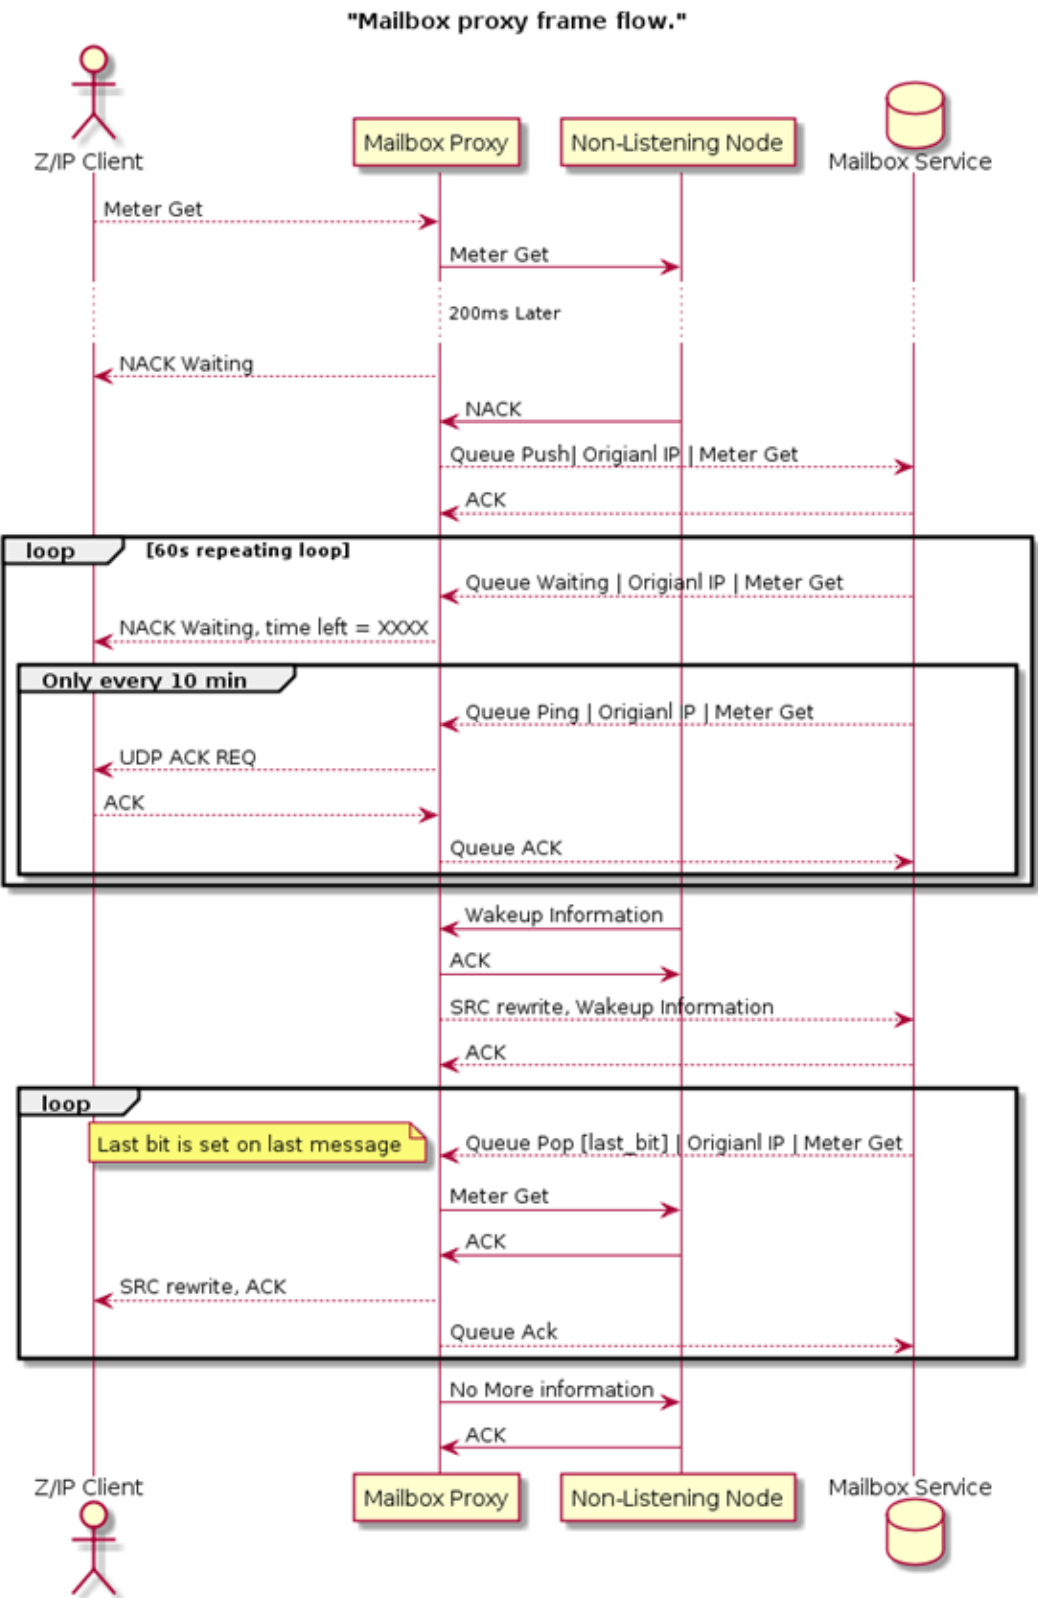 "Mailbox proxy frame flow."
Z/IP Client
Mailbox Proxy
Non-Listening Node
Mailbox Service
Meter Get
Meter Get
200ms Later
NACK Waiting
NACK
Queue Push| Origianl IP | Meter Get
ACK
loop [60s repeating loop]
Queue Waiting | Origianl IP | Meter Get
NACK Waiting, time left = XXXX
Only every 10 min
Queue Ping | Origianl IP | Meter Get
UDP ACK REQ
ACK
Queue ACK
Wakeup Information
ACK
SRC rewrite, Wakeup Information
ACK
loop
Last bit is set on last message
Queue Pop [last_bit] | Origianl IP | Meter Get
Meter Get
ACK
SRC rewrite, ACK
Queue Ack
No More information
ACK
Z/IP Client
Mailbox Proxy
Non-Listening Node
Mailbox Service